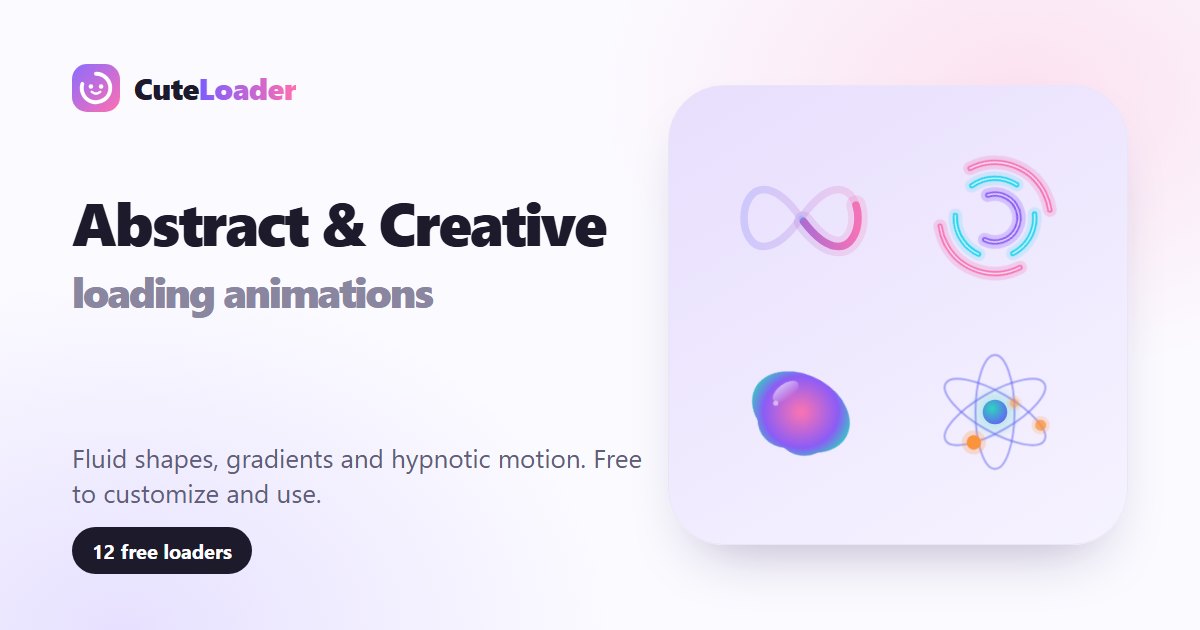 CuteLoader
Abstract & Creative
loading animations
Fluid shapes, gradients and hypnotic motion. Free
to customize and use.
12 free loaders